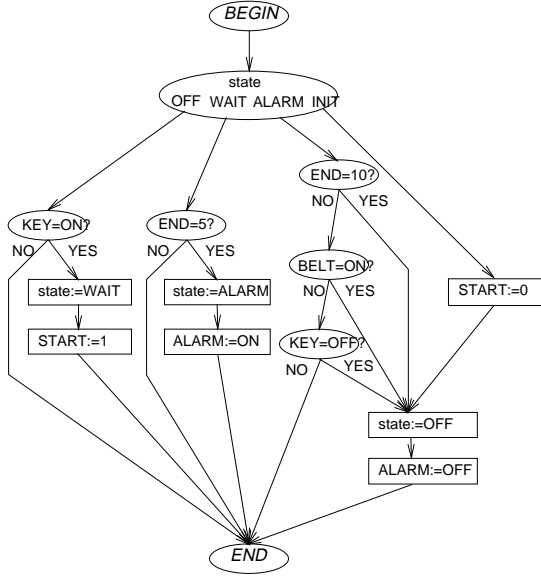 BEGIN
state
OFF WAIT ALARM INIT
END=10?
NO YES
KEY=ON?
END=5?
NO YES
NO YES
BELT=ON?
state:=WAIT
state:=ALARM
START:=0
NO YES
START:=1
ALARM:=ON
KEY=OFF?
NO YES
state:=OFF
ALARM:=OFF
END